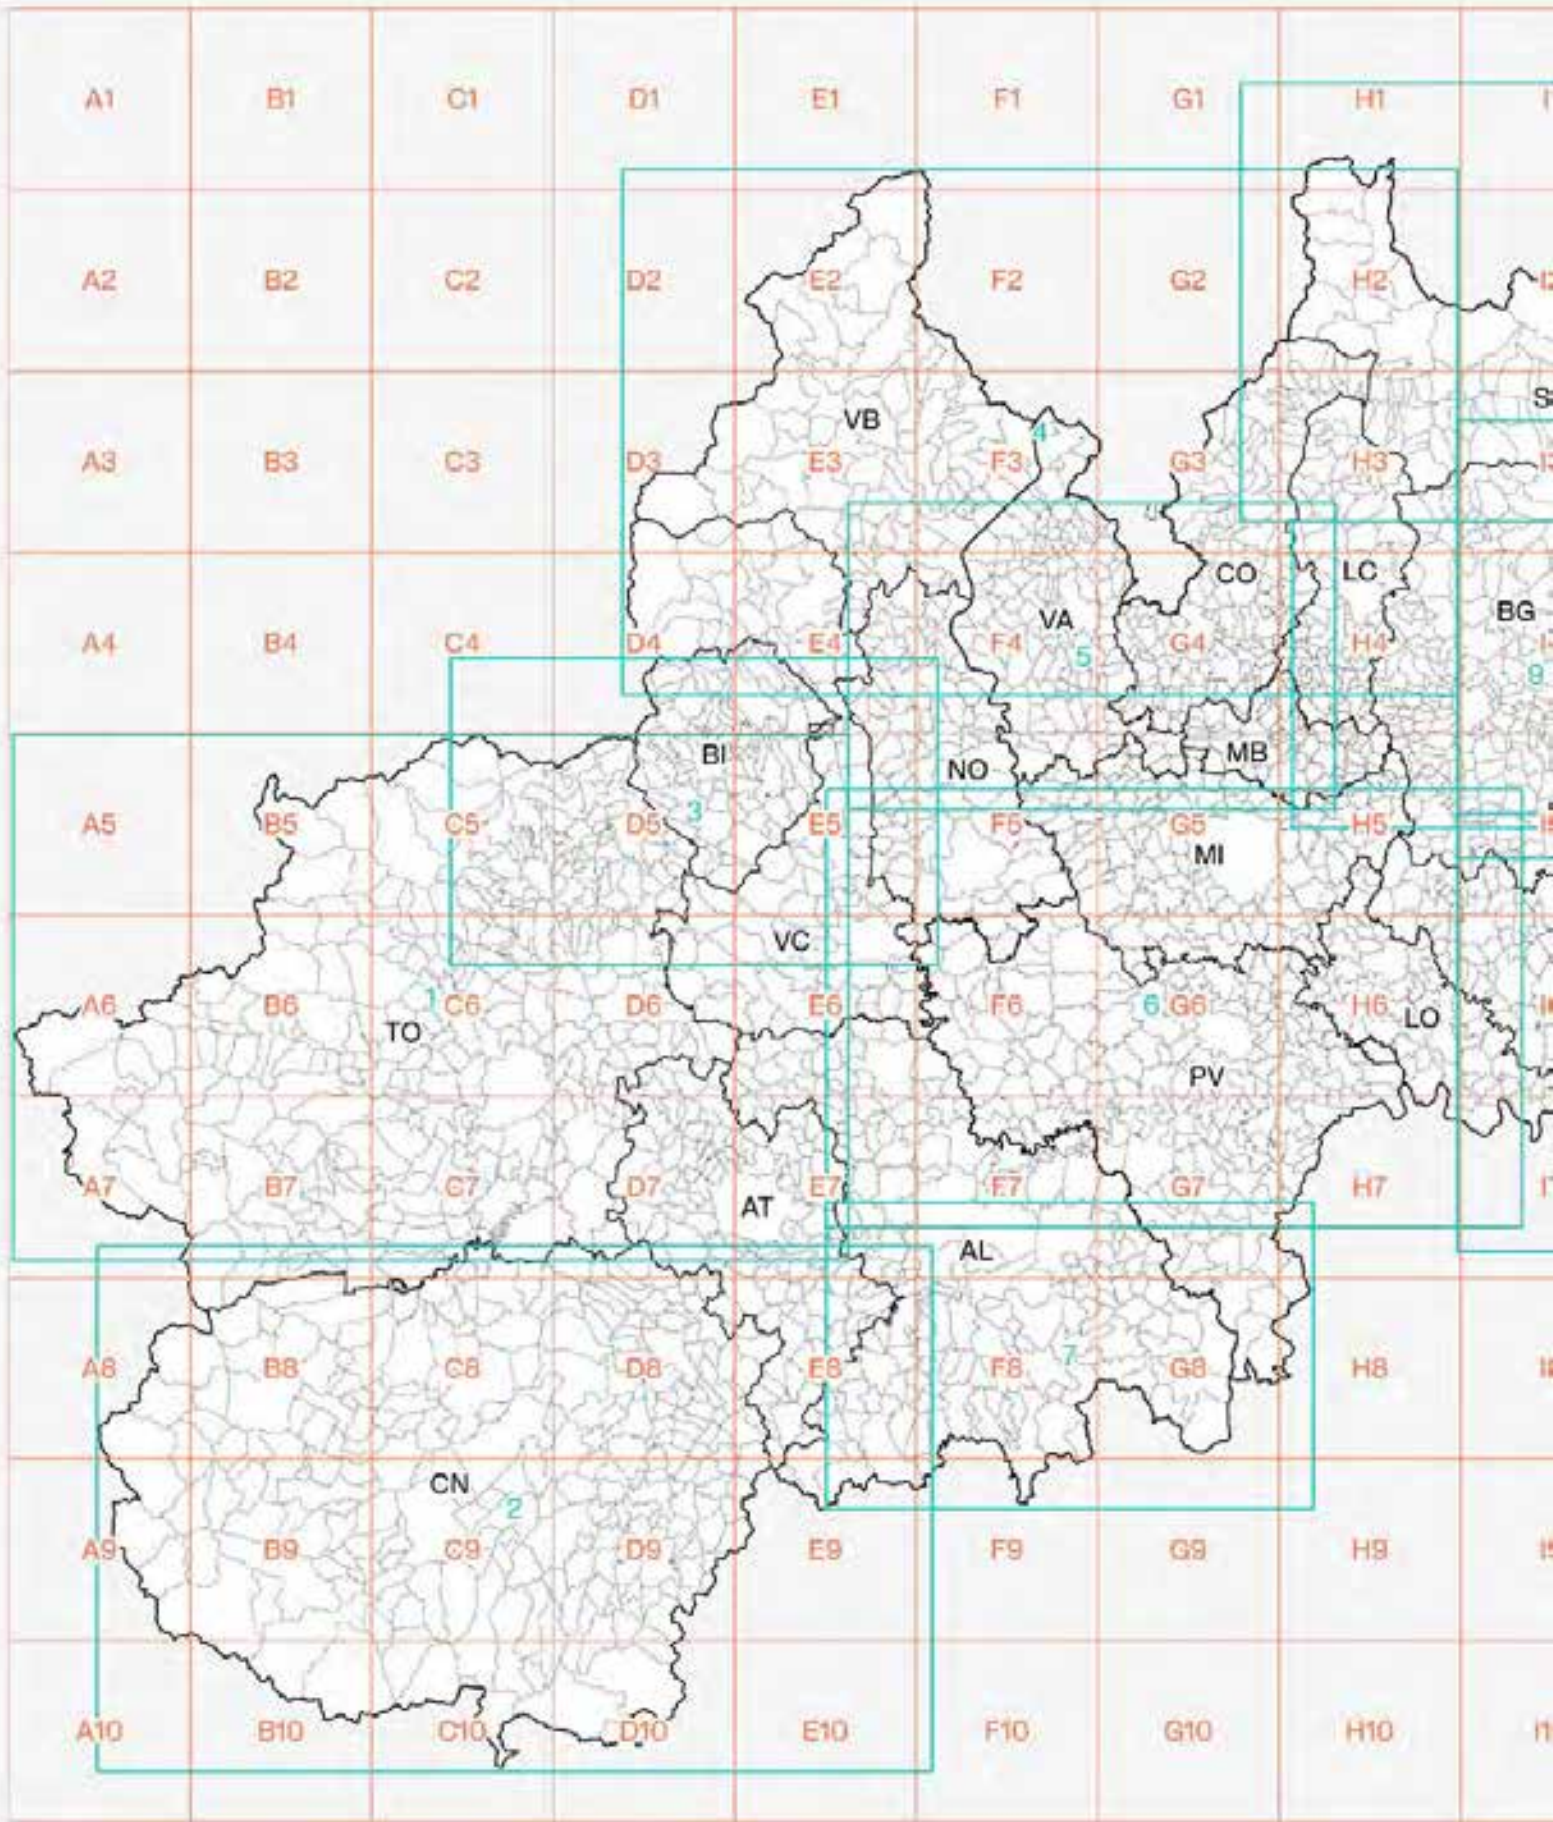 A1 B1 C1 D1 E1 F1 G1 H1
A2 B2 C2 D2 E2 F2 G2 H2
VB 4
A3 B3 C3 D3 E3 F3 G3 H3
CO LC
VA BG
A4 B4 C4 D4 E4 F4 G4 H4
5 9
BI NO MB
3
A5 B5 C5 D5 E5 F5 G5 H5
MI
VC
1 6
A6 B6 C6 D6 E6 F6 G6 H6
TO LO
PV
A7 B7 C7 D7 E7 F7 G7 H7
AT
AL
7
A8 B8 C8 D8 E8 F8 G8 H8
CN 2
A9 B9 C9 D9 E9 F9 G9 H9
A10 B10 C10 D10 E10 F10 G10 H10